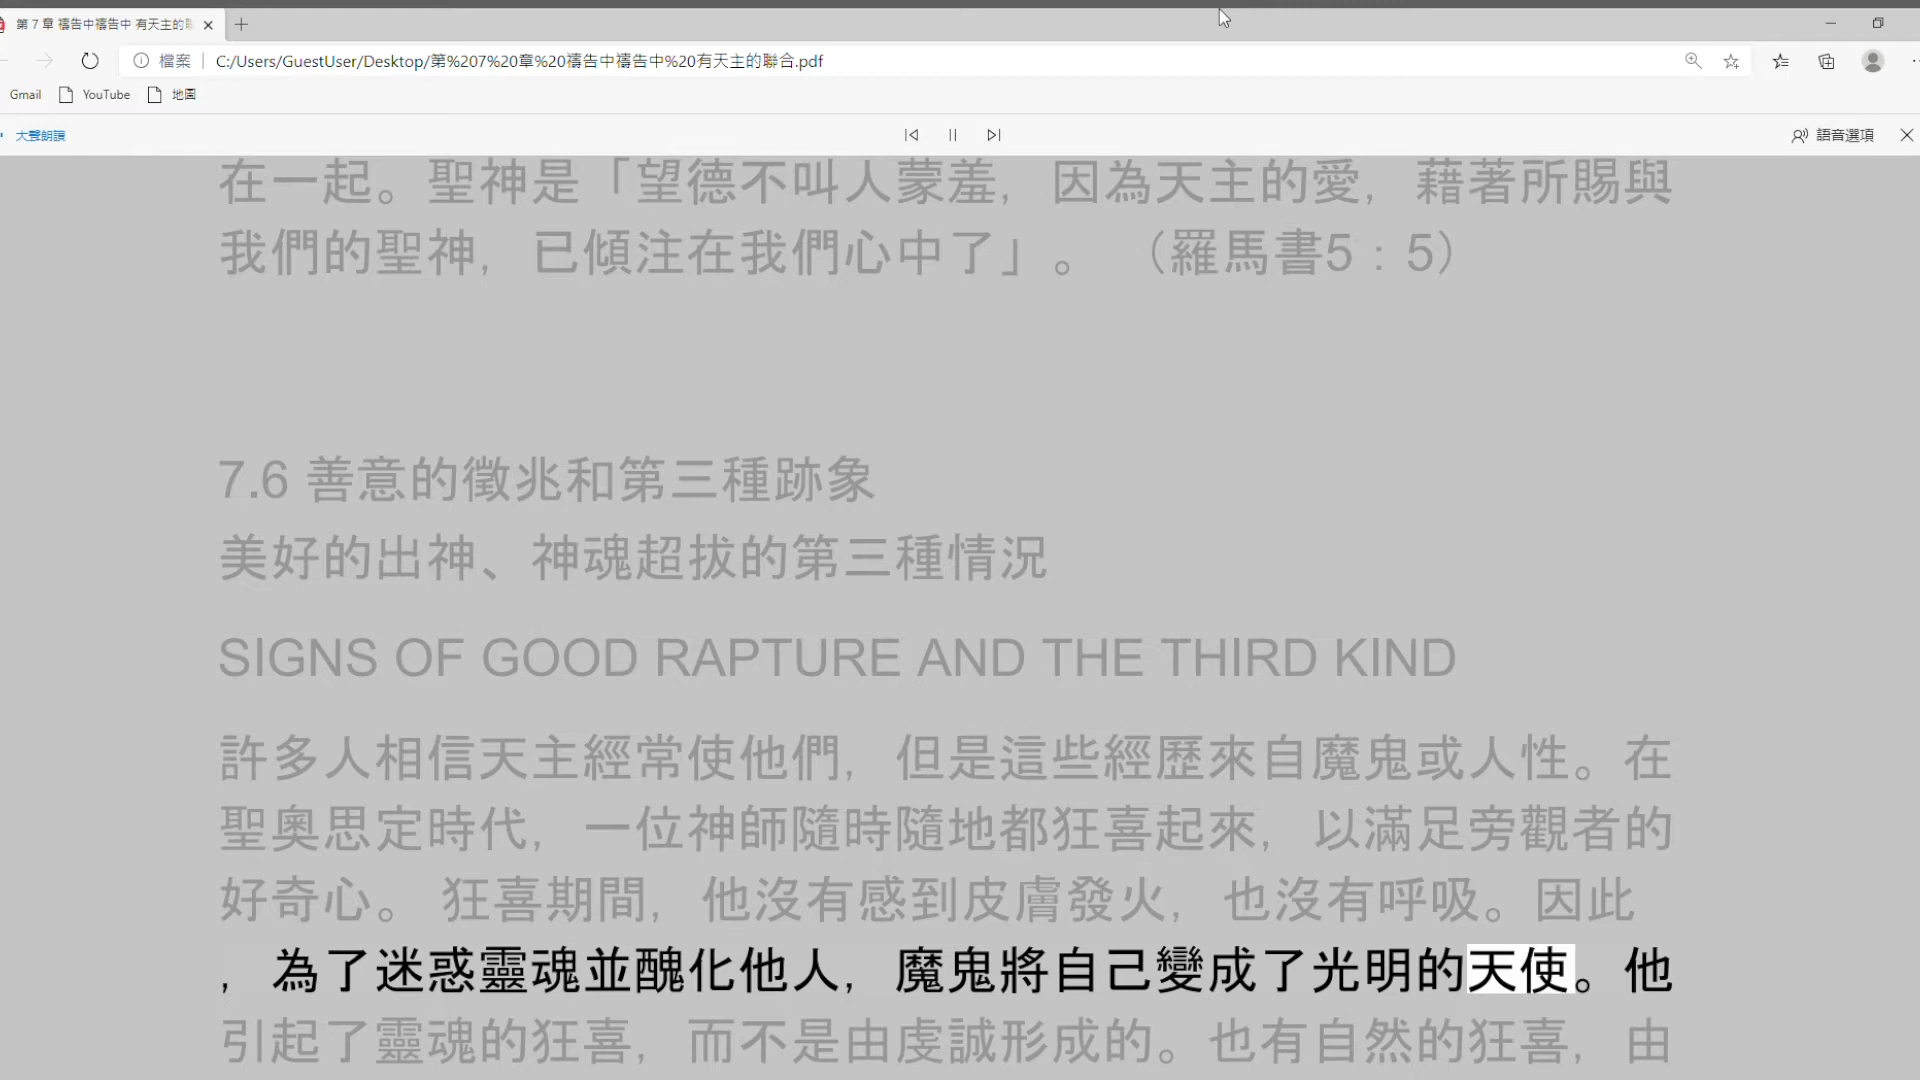 第 7 章 禱告中禱告中 有天主的
檔案
C:/Users/GuestUser/Desktop/第%207%20章%20禱告中禱告中%20有天主的聯合.pdf
Gmail YouTube 地圖
大聲朗讀 語音選項
在一起。聖神是「望德不叫人蒙羞，因為天主的愛，藉著所賜與
我們的聖神，已傾注在我們心中了」。（羅馬書5：5）
7.6 善意的徵兆和第三種跡象
美好的出神、神魂超拔的第三種情況
SIGNS OF GOOD RAPTURE AND THE THIRD KIND
許多人相信天主經常使他們，但是這些經歷來自魔鬼或人性。在
聖奧思定時代，一位神師隨時隨地都狂喜起來，以滿足旁觀者的
好奇心。 狂喜期間，他沒有感到皮膚發火，也沒有呼吸。因此
，為了迷惑靈魂並醜化他人，魔鬼將自己變成了光明的天使。他
引起了靈魂的狂喜，而不是由虔誠形成的。也有自然的狂喜，由